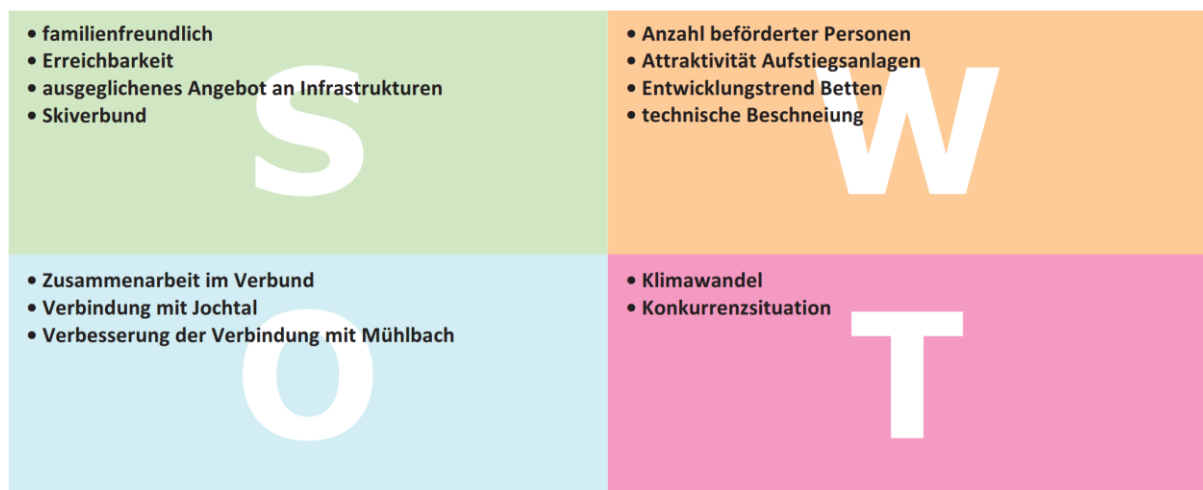 • familienfreundlich
• Erreichbarkeit
• ausgeglichenes Angebot an Infrastrukturen
• Skiverbund
S
• Anzahl beförderter Personen
• Attraktivität Aufstiegsanlagen
• Entwicklungstrend Betten
• technische Beschneiung
W
• Zusammenarbeit im Verbund
• Verbindung mit Jochtal
• Verbesserung der Verbindung mit Mühlbach
O
• Klimawandel
• Konkurrenzsituation
T